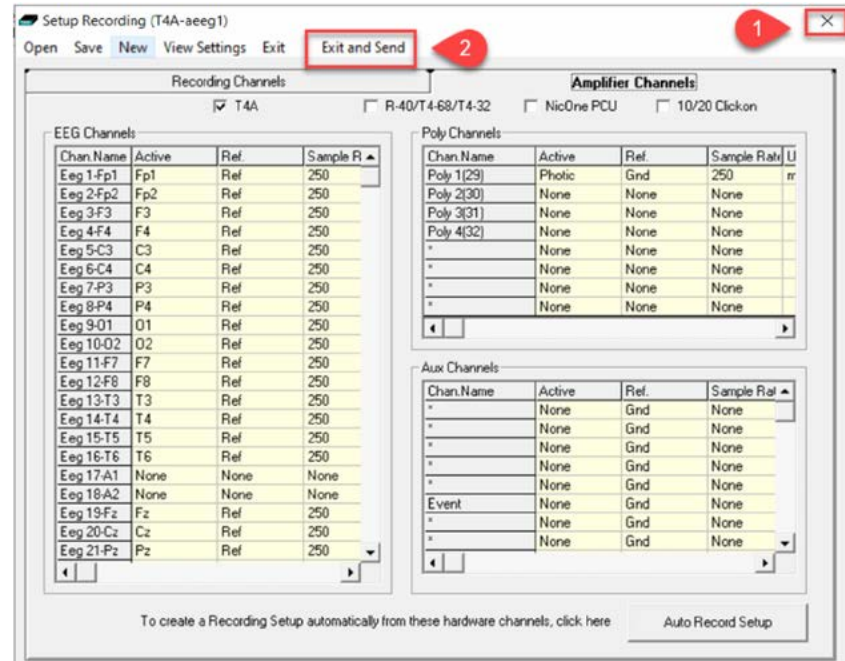 Setup Recording (T4A-aeeg1)
1
Open Save New View Settings Exit Exit and Send
2
Recording Channels Amplifier Channels
T4A R-40/T4-68/T4-32 NicOne PCU 10/20 Clickon
EEG Channels
Chan.Name Active Ref. Sample R
Eeg 1-Fp1 Fp1 Ref 250
Eeg 2-Fp2 Fp2 Ref 250
Eeg 3-F3 F3 Ref 250
Eeg 4-F4 F4 Ref 250
Eeg 5-C3 C3 Ref 250
Eeg 6-C4 C4 Ref 250
Eeg 7-P3 P3 Ref 250
Eeg 8-P4 P4 Ref 250
Eeg 9-O1 O1 Ref 250
Eeg 10-O2 O2 Ref 250
Eeg 11-F7 F7 Ref 250
Eeg 12-F8 F8 Ref 250
Eeg 13-T3 T3 Ref 250
Eeg 14-T4 T4 Ref 250
Eeg 15-T5 T5 Ref 250
Eeg 16-T6 T6 Ref 250
Eeg 17-A1 None None None
Eeg 18-A2 None None None
Eeg 19-Fz Fz Ref 250
Eeg 20-Cz Cz Ref 250
Eeg 21-Pz Pz Ref 250
Poly Channels
Chan.Name Active Ref. Sample Rate U
Poly 1(29) Photic Gnd 250 m
Poly 2(30) None None None
Poly 3(31) None None None
Poly 4(32) None None None
* None None None
* None None None
* None None None
* None None None
Aux Channels
Chan.Name Active Ref. Sample Rat
* None Gnd None
* None Gnd None
* None Gnd None
* None Gnd None
* None Gnd None
Event None Gnd None
* None Gnd None
* None Gnd None
To create a Recording Setup automatically from these hardware channels, click here
Auto Record Setup